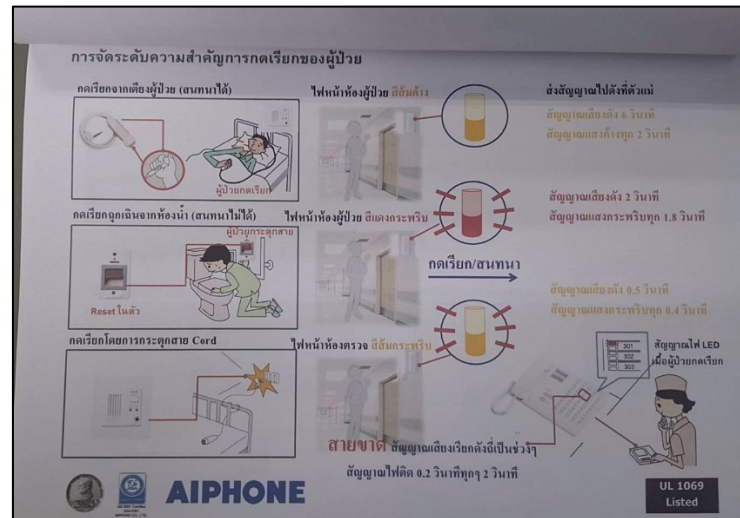 การจัดระดับความสำคัญการกดเรียกของผู้ป่วย
กดเรียกจากเตียงผู้ป่วย (สนทนาได้)
ไฟหน้าห้องผู้ป่วย สีส้มค้าง
ส่งสัญญาณไปดังที่ตัวแม่
สัญญาณเสียงดัง 6 วินาที
สัญญาณแสงค้างทุก 2 วินาที
ผู้ป่วยกดเรียก
กดเรียกฉุกเฉินจากห้องน้ำ (สนทนาไม่ได้)
ไฟหน้าห้องผู้ป่วย สีแดงกระพริบ
สัญญาณเสียงดัง 2 วินาที
สัญญาณแสงกระพริบทุก 1.8 วินาที
ผู้ป่วยกระตุกสาย
Reset ในตัว
กดเรียก/สนทนา
กดเรียกโดยการกระตุกสาย Cord
ไฟหน้าห้องตรวจ สีส้มกระพริบ
สัญญาณเสียงดัง 0.5 วินาที
สัญญาณแสงกระพริบทุก 0.4 วินาที
301
302
303
สัญญาณไฟ LED
เมื่อผู้ป่วยกดเรียก
สายขาด สัญญาณเสียงเรียกดังถี่เป็นช่วงๆ
สัญญาณไฟติด 0.2 วินาทีทุกๆ 2 วินาที
AIPHONE
UL 1069
Listed